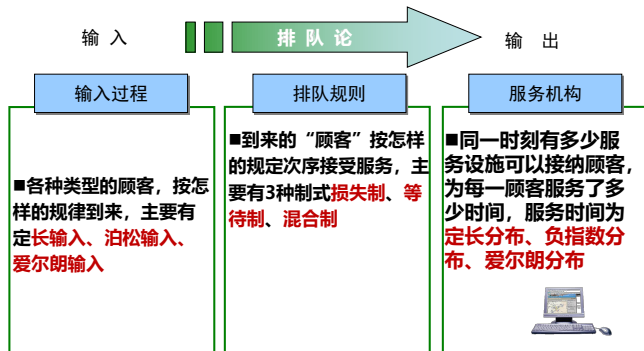 输 入
排 队 论
输 出
输入过程
■各种类型的顾客，按怎
样的规律到来，主要有
定长输入、泊松输入、
爱尔朗输入
排队规则
■到来的“顾客”按怎样
的规定次序接受服务，主
要有3种制式损失制、等
待制、混合制
服务机构
■同一时刻有多少服
务设施可以接纳顾客，
为每一顾客服务了多
少时间，服务时间为
定长分布、负指数分
布、爱尔朗分布